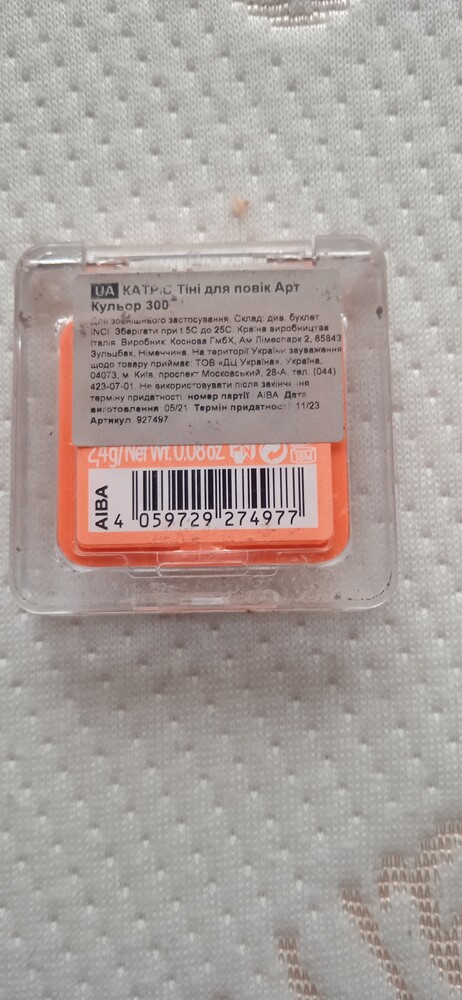 UA КАТРІС Тіні для повік Арт
Кульор 300
Для зовнішнього застосування. Склад: див. буклет
INCI. Зберігати при t 5С до 25С. Країна виробництва
Італія. Виробник: Коснова ГмбХ, Ам Лімеспарк 2, 65843
Зульцбах, Німеччина. На території України зауваження
щодо товару приймає: ТОВ «ДЦ Україна». Україна,
04073, м. Київ, проспект Московський, 28-А, тел. (044)
423-07-01. Не використовувати після закінчення
терміну придатності. номер партії AIBA Дата
виготовлення 05/21 Термін придатності 11/23
Артикул 927497
2,4g/Net Wt. 0.08oz 18M
AIBA
4 059729 274977